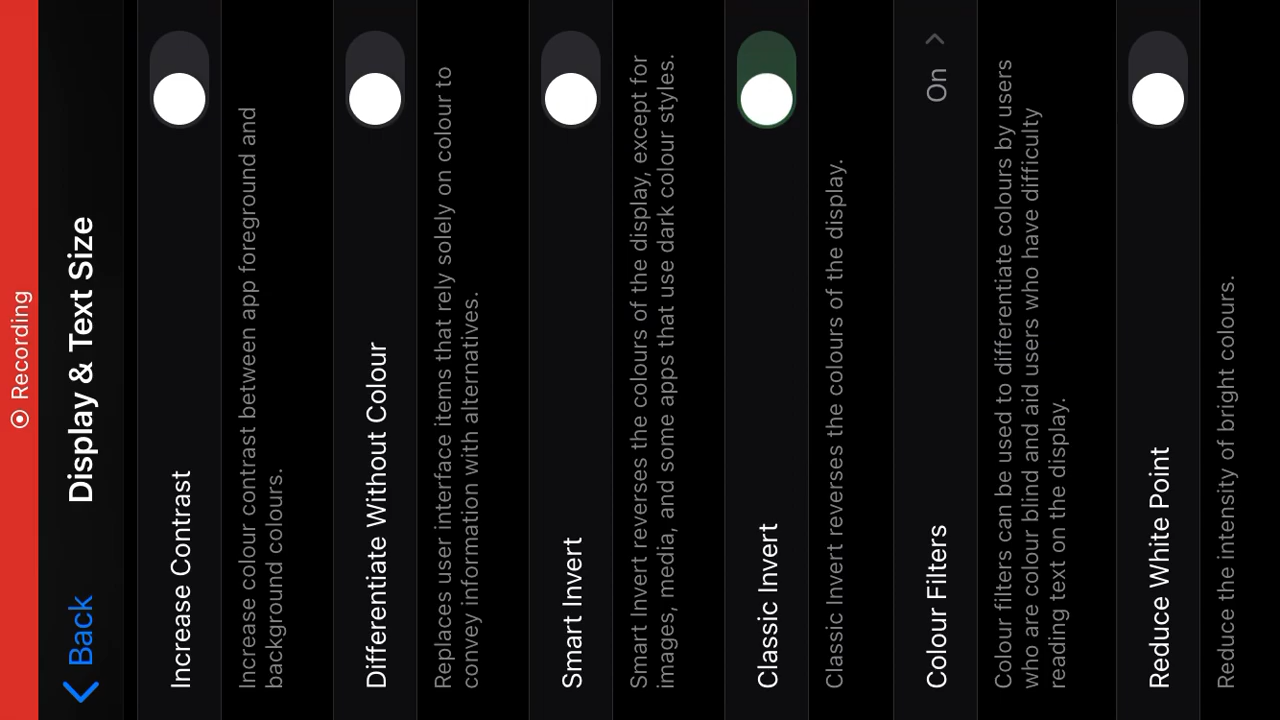 Recording
Back
Display & Text Size
Increase Contrast
Increase colour contrast between app foreground and
background colours.
Differentiate Without Colour
Replaces user interface items that rely solely on colour to
convey information with alternatives.
Smart Invert
Smart Invert reverses the colours of the display, except for
images, media, and some apps that use dark colour styles.
Classic Invert
Classic Invert reverses the colours of the display.
Colour Filters
On
Colour filters can be used to differentiate colours by users
who are colour blind and aid users who have difficulty
reading text on the display.
Reduce White Point
Reduce the intensity of bright colours.